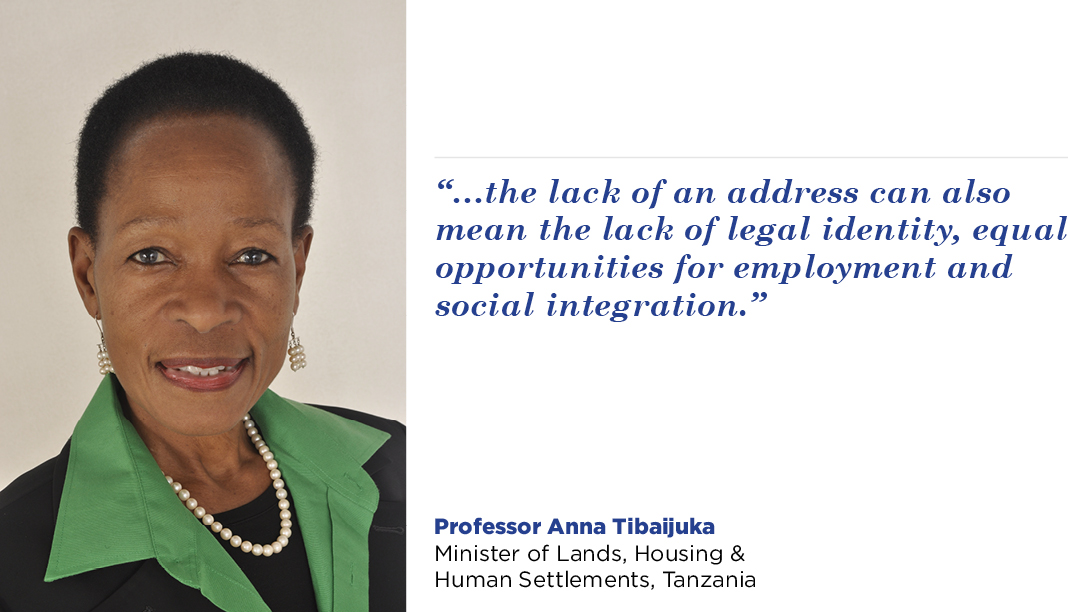 “...the lack of an address can also
mean the lack of legal identity, equal
opportunities for employment and
social integration.”
Professor Anna Tibaijuka
Minister of Lands, Housing &
Human Settlements, Tanzania